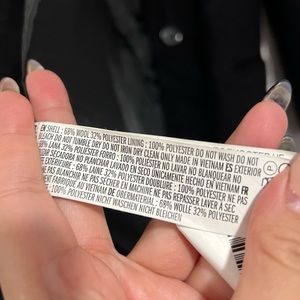 EN SHELL : 68% WOOL 32% POLYESTER LINING : 100% POLYESTER DO NOT WASH DO NOT
BLEACH DO NOT TUMBLE DRY DO NOT IRON DRY CLEAN ONLY MADE IN VIETNAM ES EXTERIOR
: 68% LANA 32% POLIÉSTER FORRO : 100% POLIÉSTER NO LAVAR NO BLANQUEAR NO
SECADORA NO PLANCHAR LAVADO EN SECO ÚNICAMENTE HECHO EN VIETNAM FR
NE PAS BLANCHIR NE PAS SÉCHER EN MACHINE NE PAS REPASSER LAVER À SEC
FABRIQUÉ AU VIETNAM DE OBERMATERIAL : 68% WOLLE 32% POLYESTER
: 100% POLYESTER NICHT WASCHEN NICHT BLEICHEN